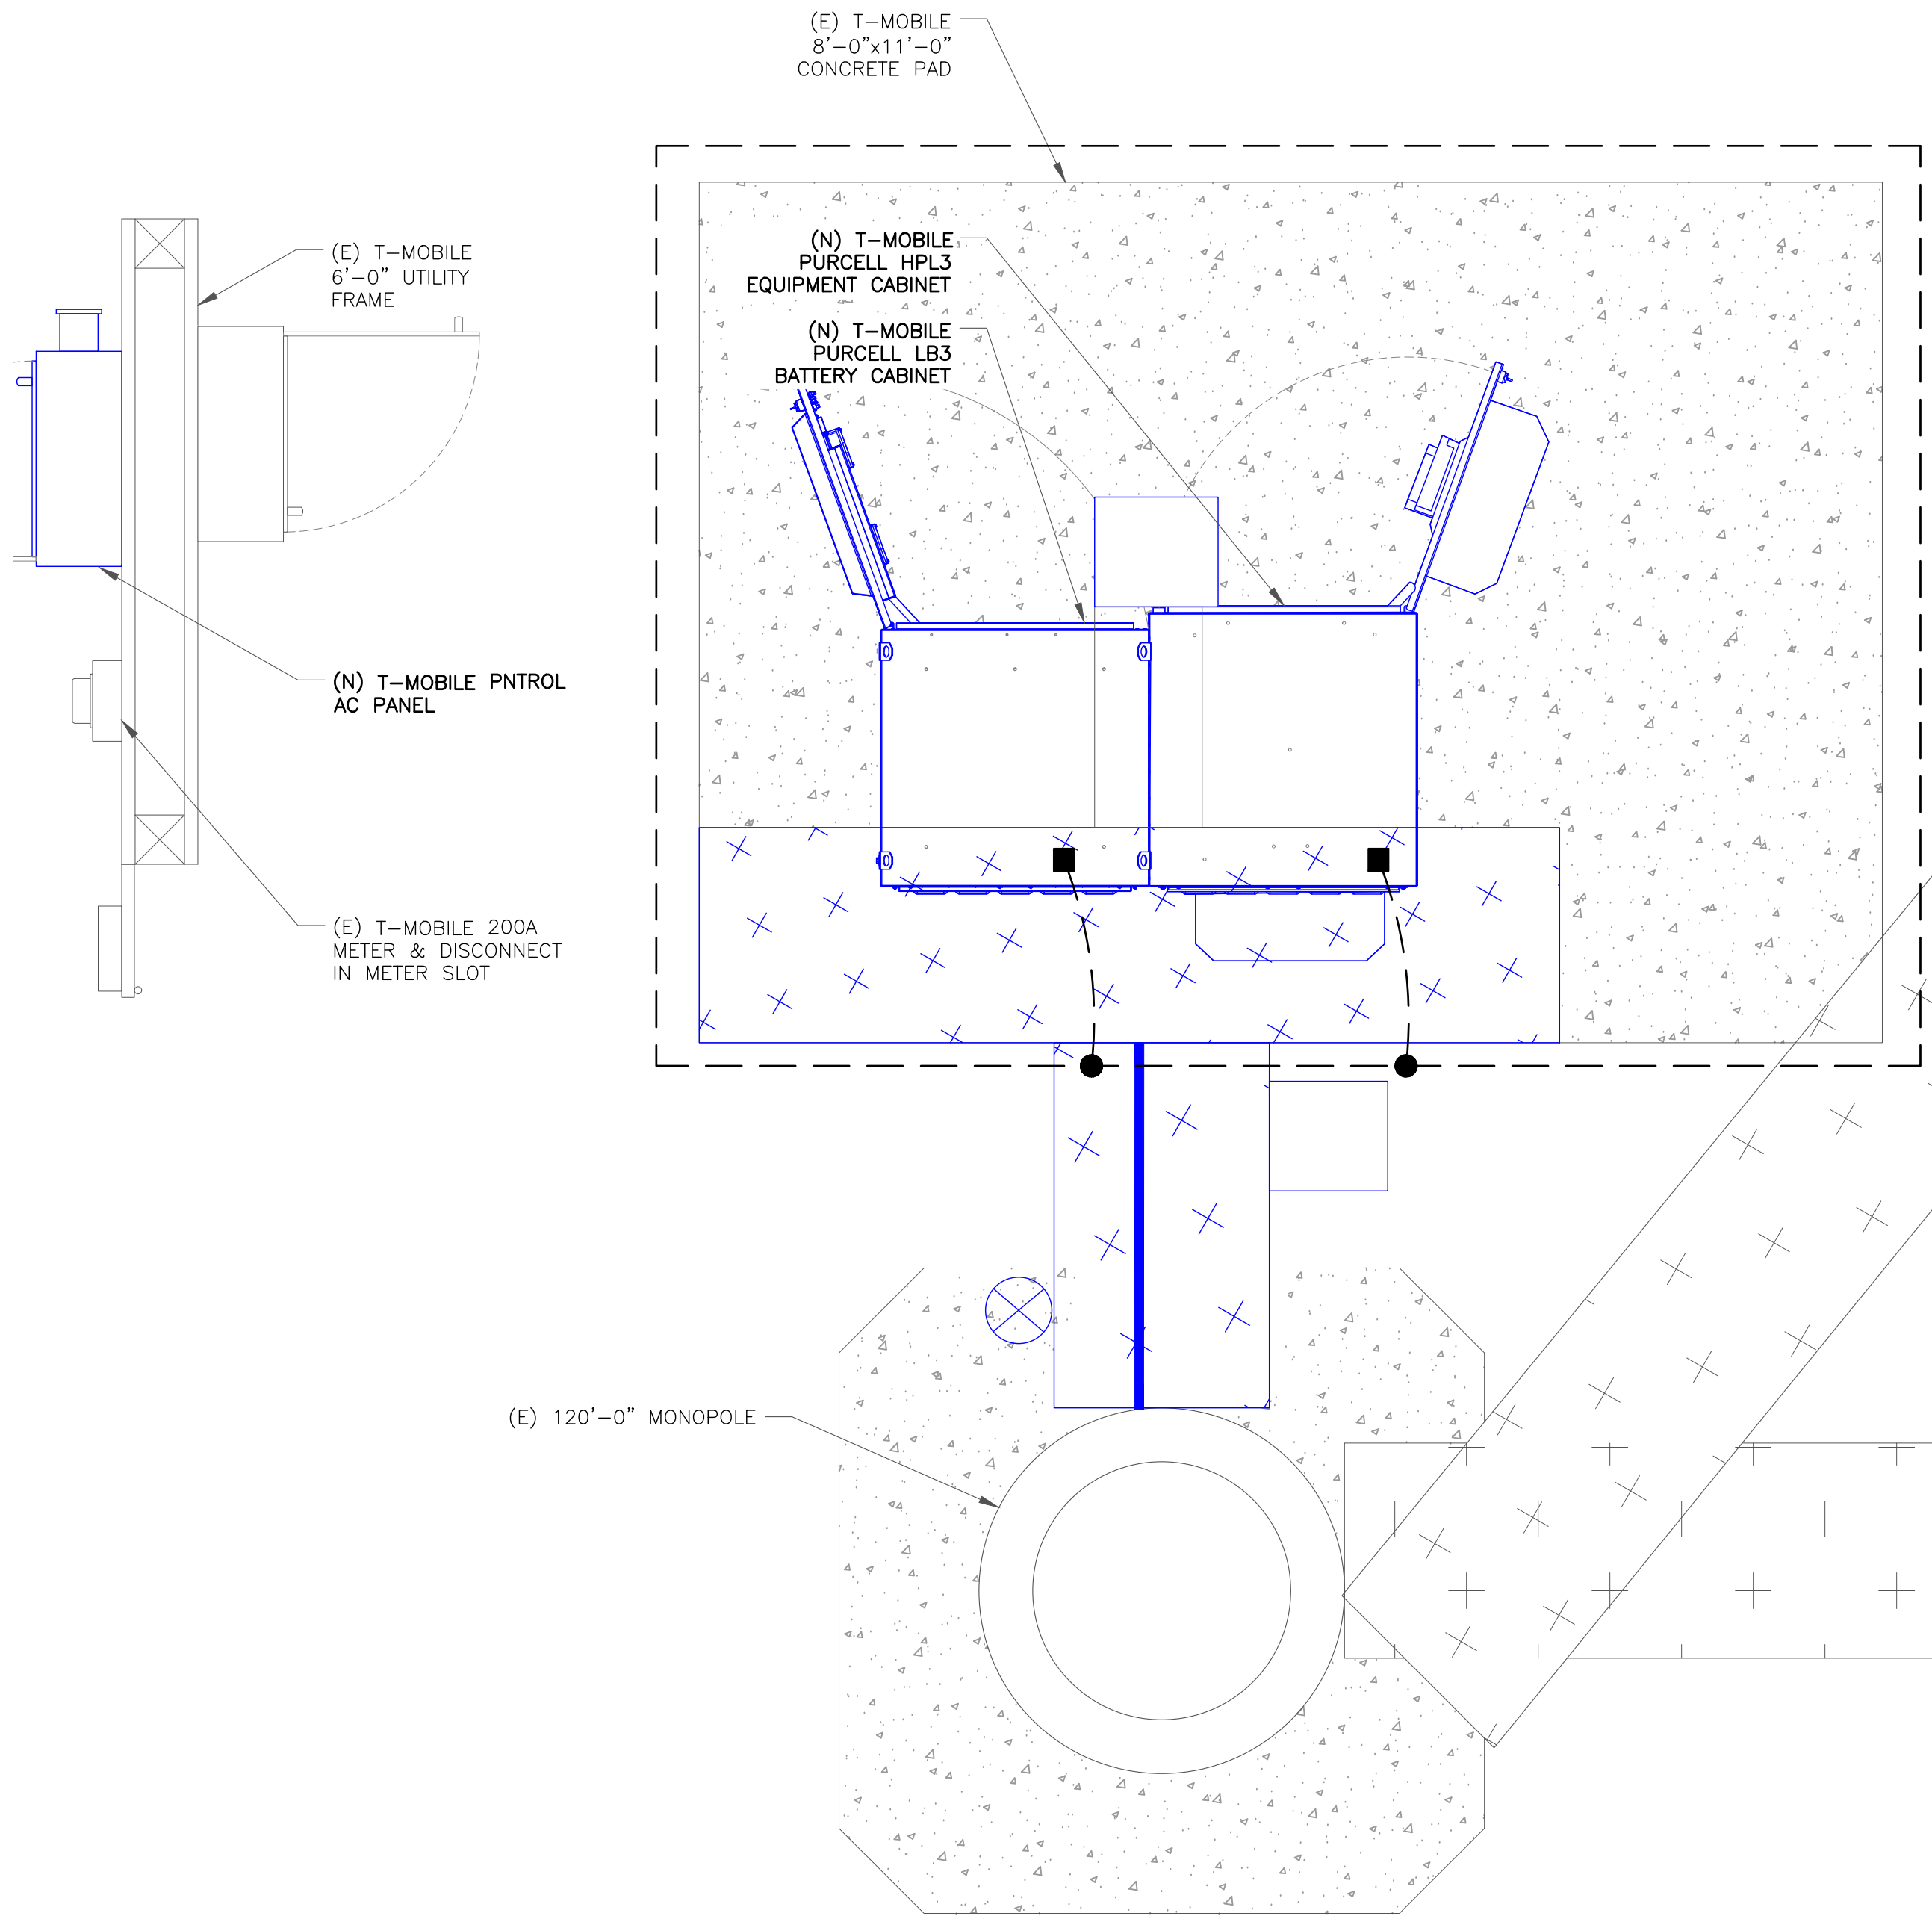 (E) T-MOBILE
8'-0"x11'-0"
CONCRETE PAD
(N) T-MOBILE
PURCELL HPL3
EQUIPMENT CABINET
(E) T-MOBILE
6'-0" UTILITY
FRAME
(N) T-MOBILE
PURCELL LB3
BATTERY CABINET
(N) T-MOBILE PNTROL
AC PANEL
(E) T-MOBILE 200A
METER & DISCONNECT
IN METER SLOT
(E) 120'-0" MONOPOLE